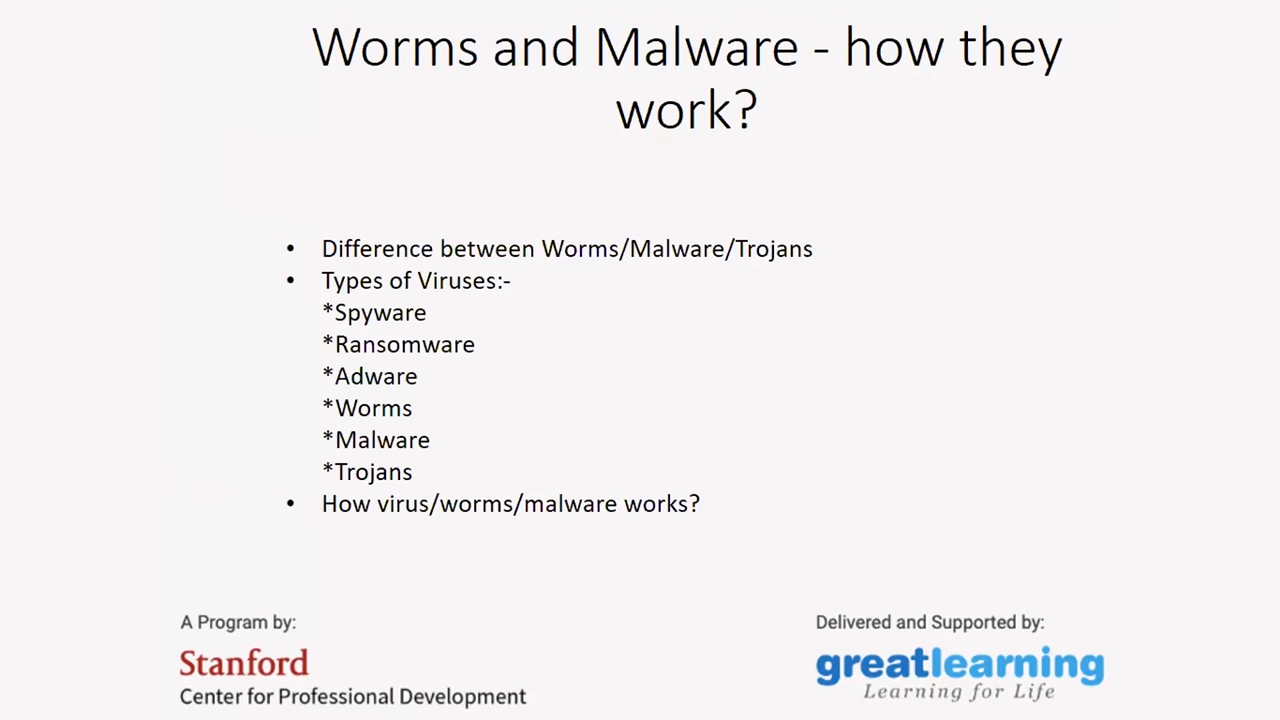 Worms and Malware - how they
work?
• Difference between Worms/Malware/Trojans
• Types of Viruses:-
*Spyware
*Ransomware
*Adware
*Worms
*Malware
*Trojans
• How virus/worms/malware works?
A Program by:
Stanford
Center for Professional Development
Delivered and Supported by:
greatlearning
Learning for Life